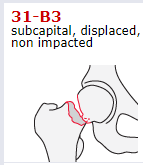 31-B3
subcapital, displaced,
non impacted